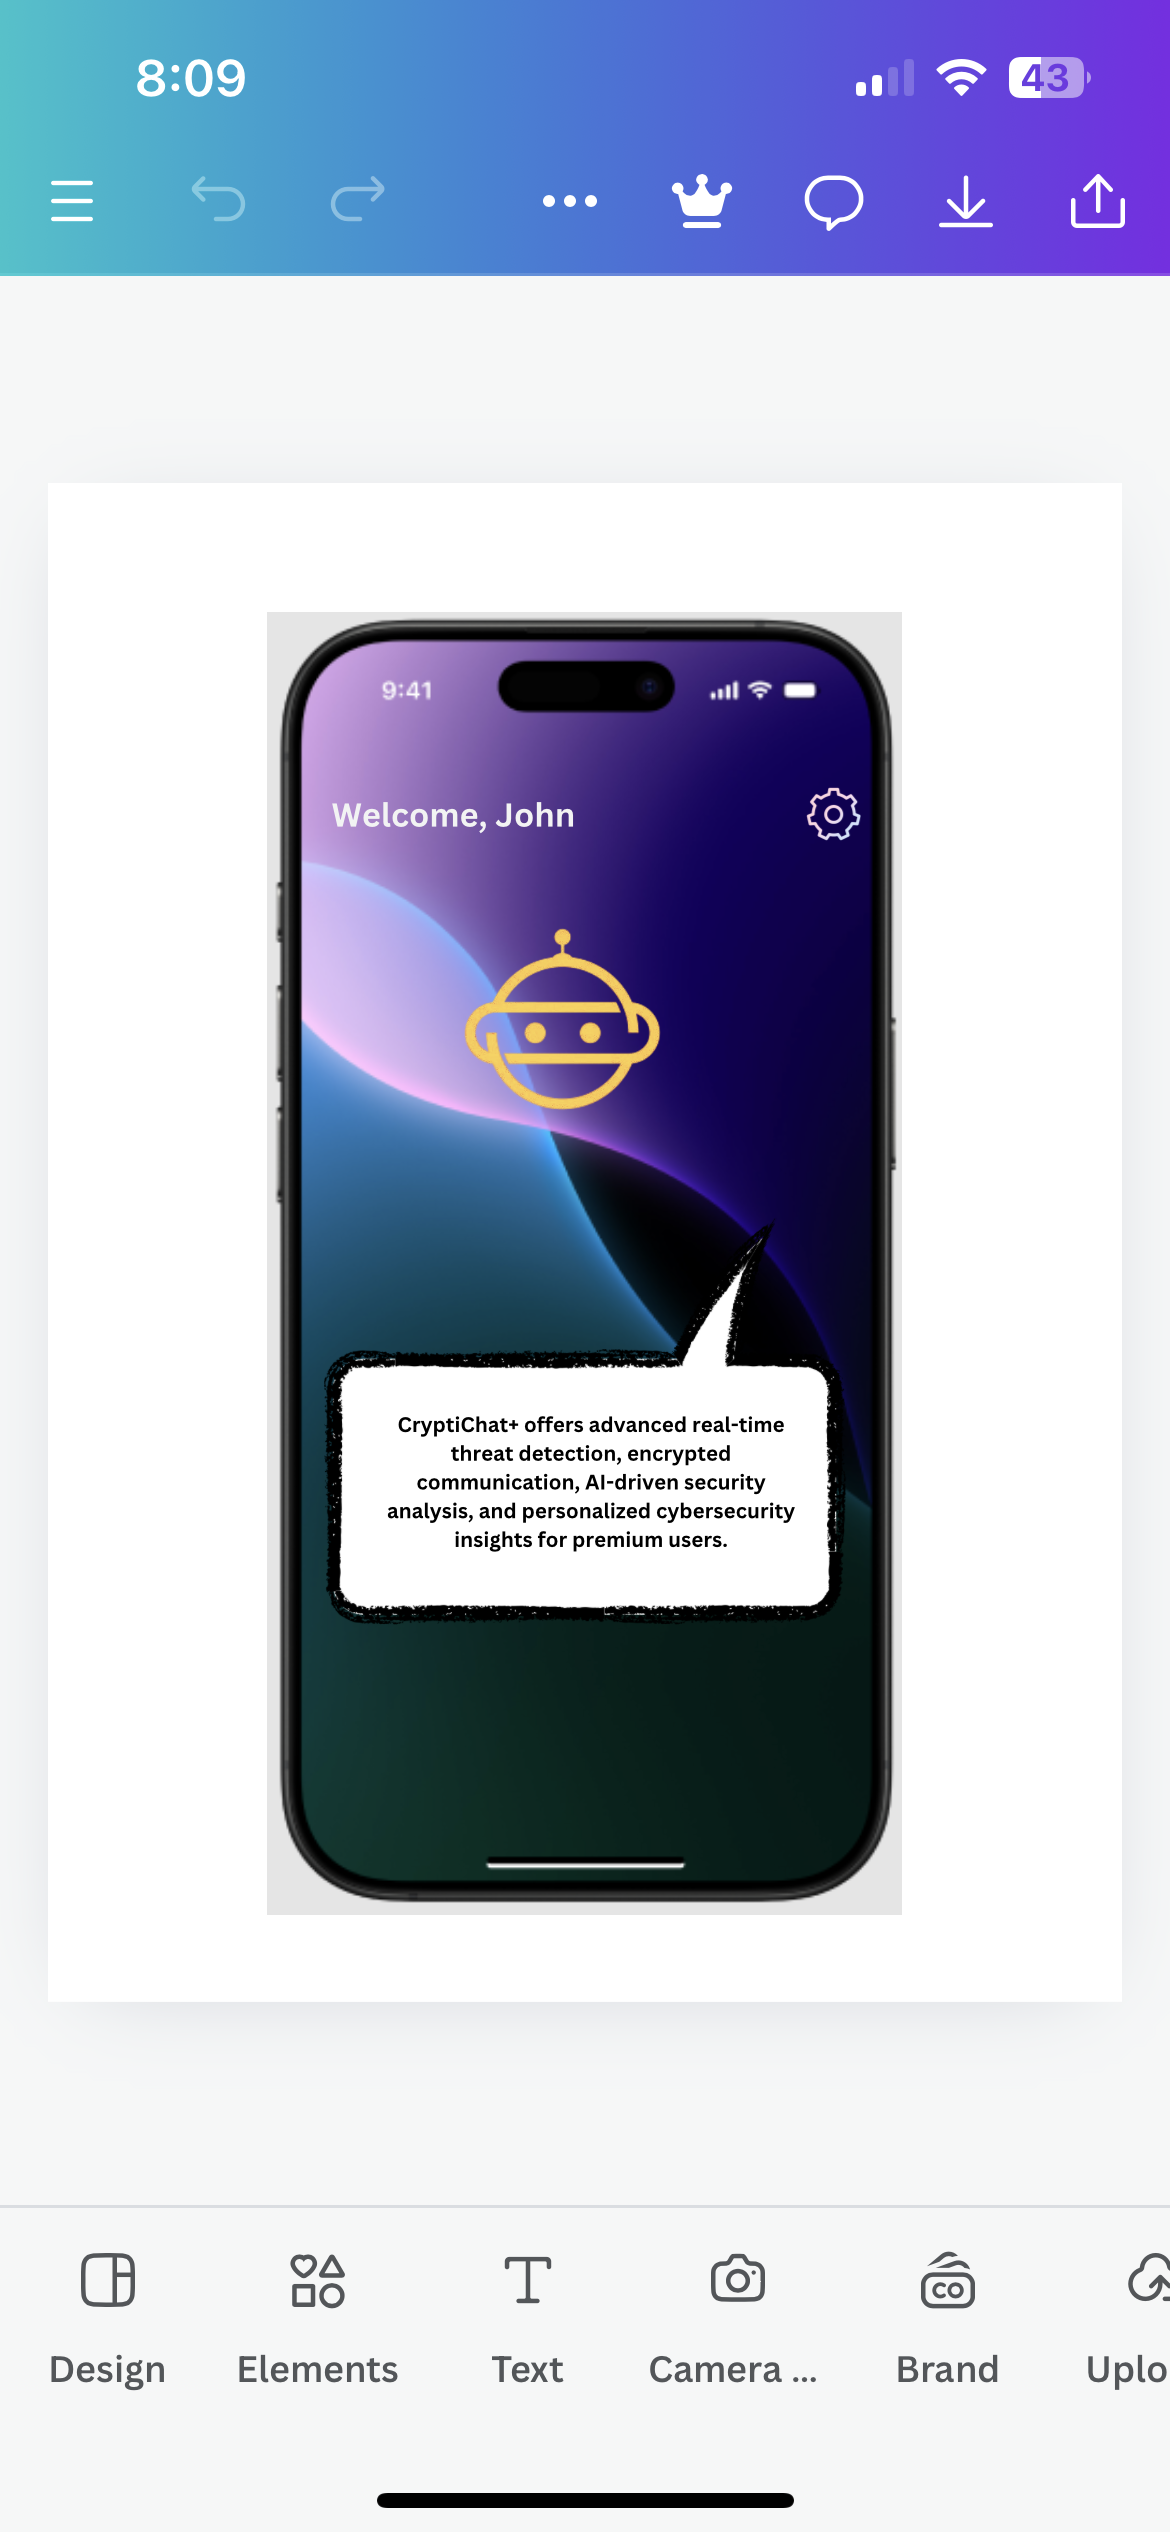 8:09
43
9:41
Welcome, John
CryptiChat+ offers advanced real-time
threat detection, encrypted
communication, AI-driven security
analysis, and personalized cybersecurity
insights for premium users.
CO
Design
Elements
Text
Camera ...
Brand
Uplo